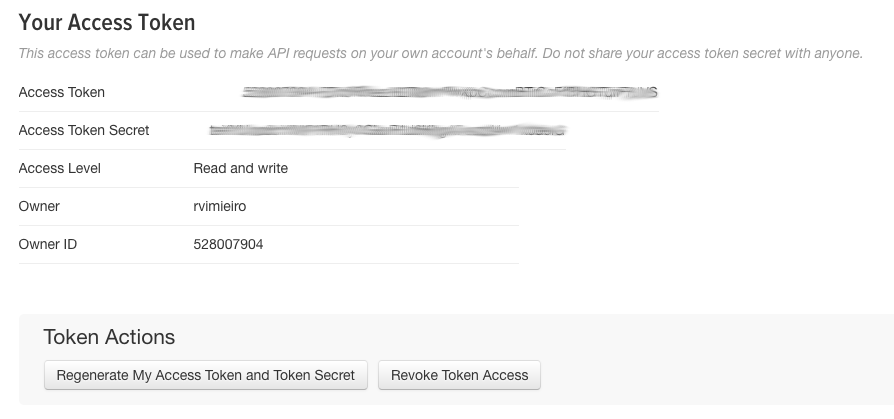 Your Access Token
This access token can be used to make API requests on your own account's behalf. Do not share your access token secret with anyone.
Access Token
Access Token Secret
Access Level Read and write
Owner rvimieiro
Owner ID 528007904
Token Actions
Regenerate My Access Token and Token Secret Revoke Token Access